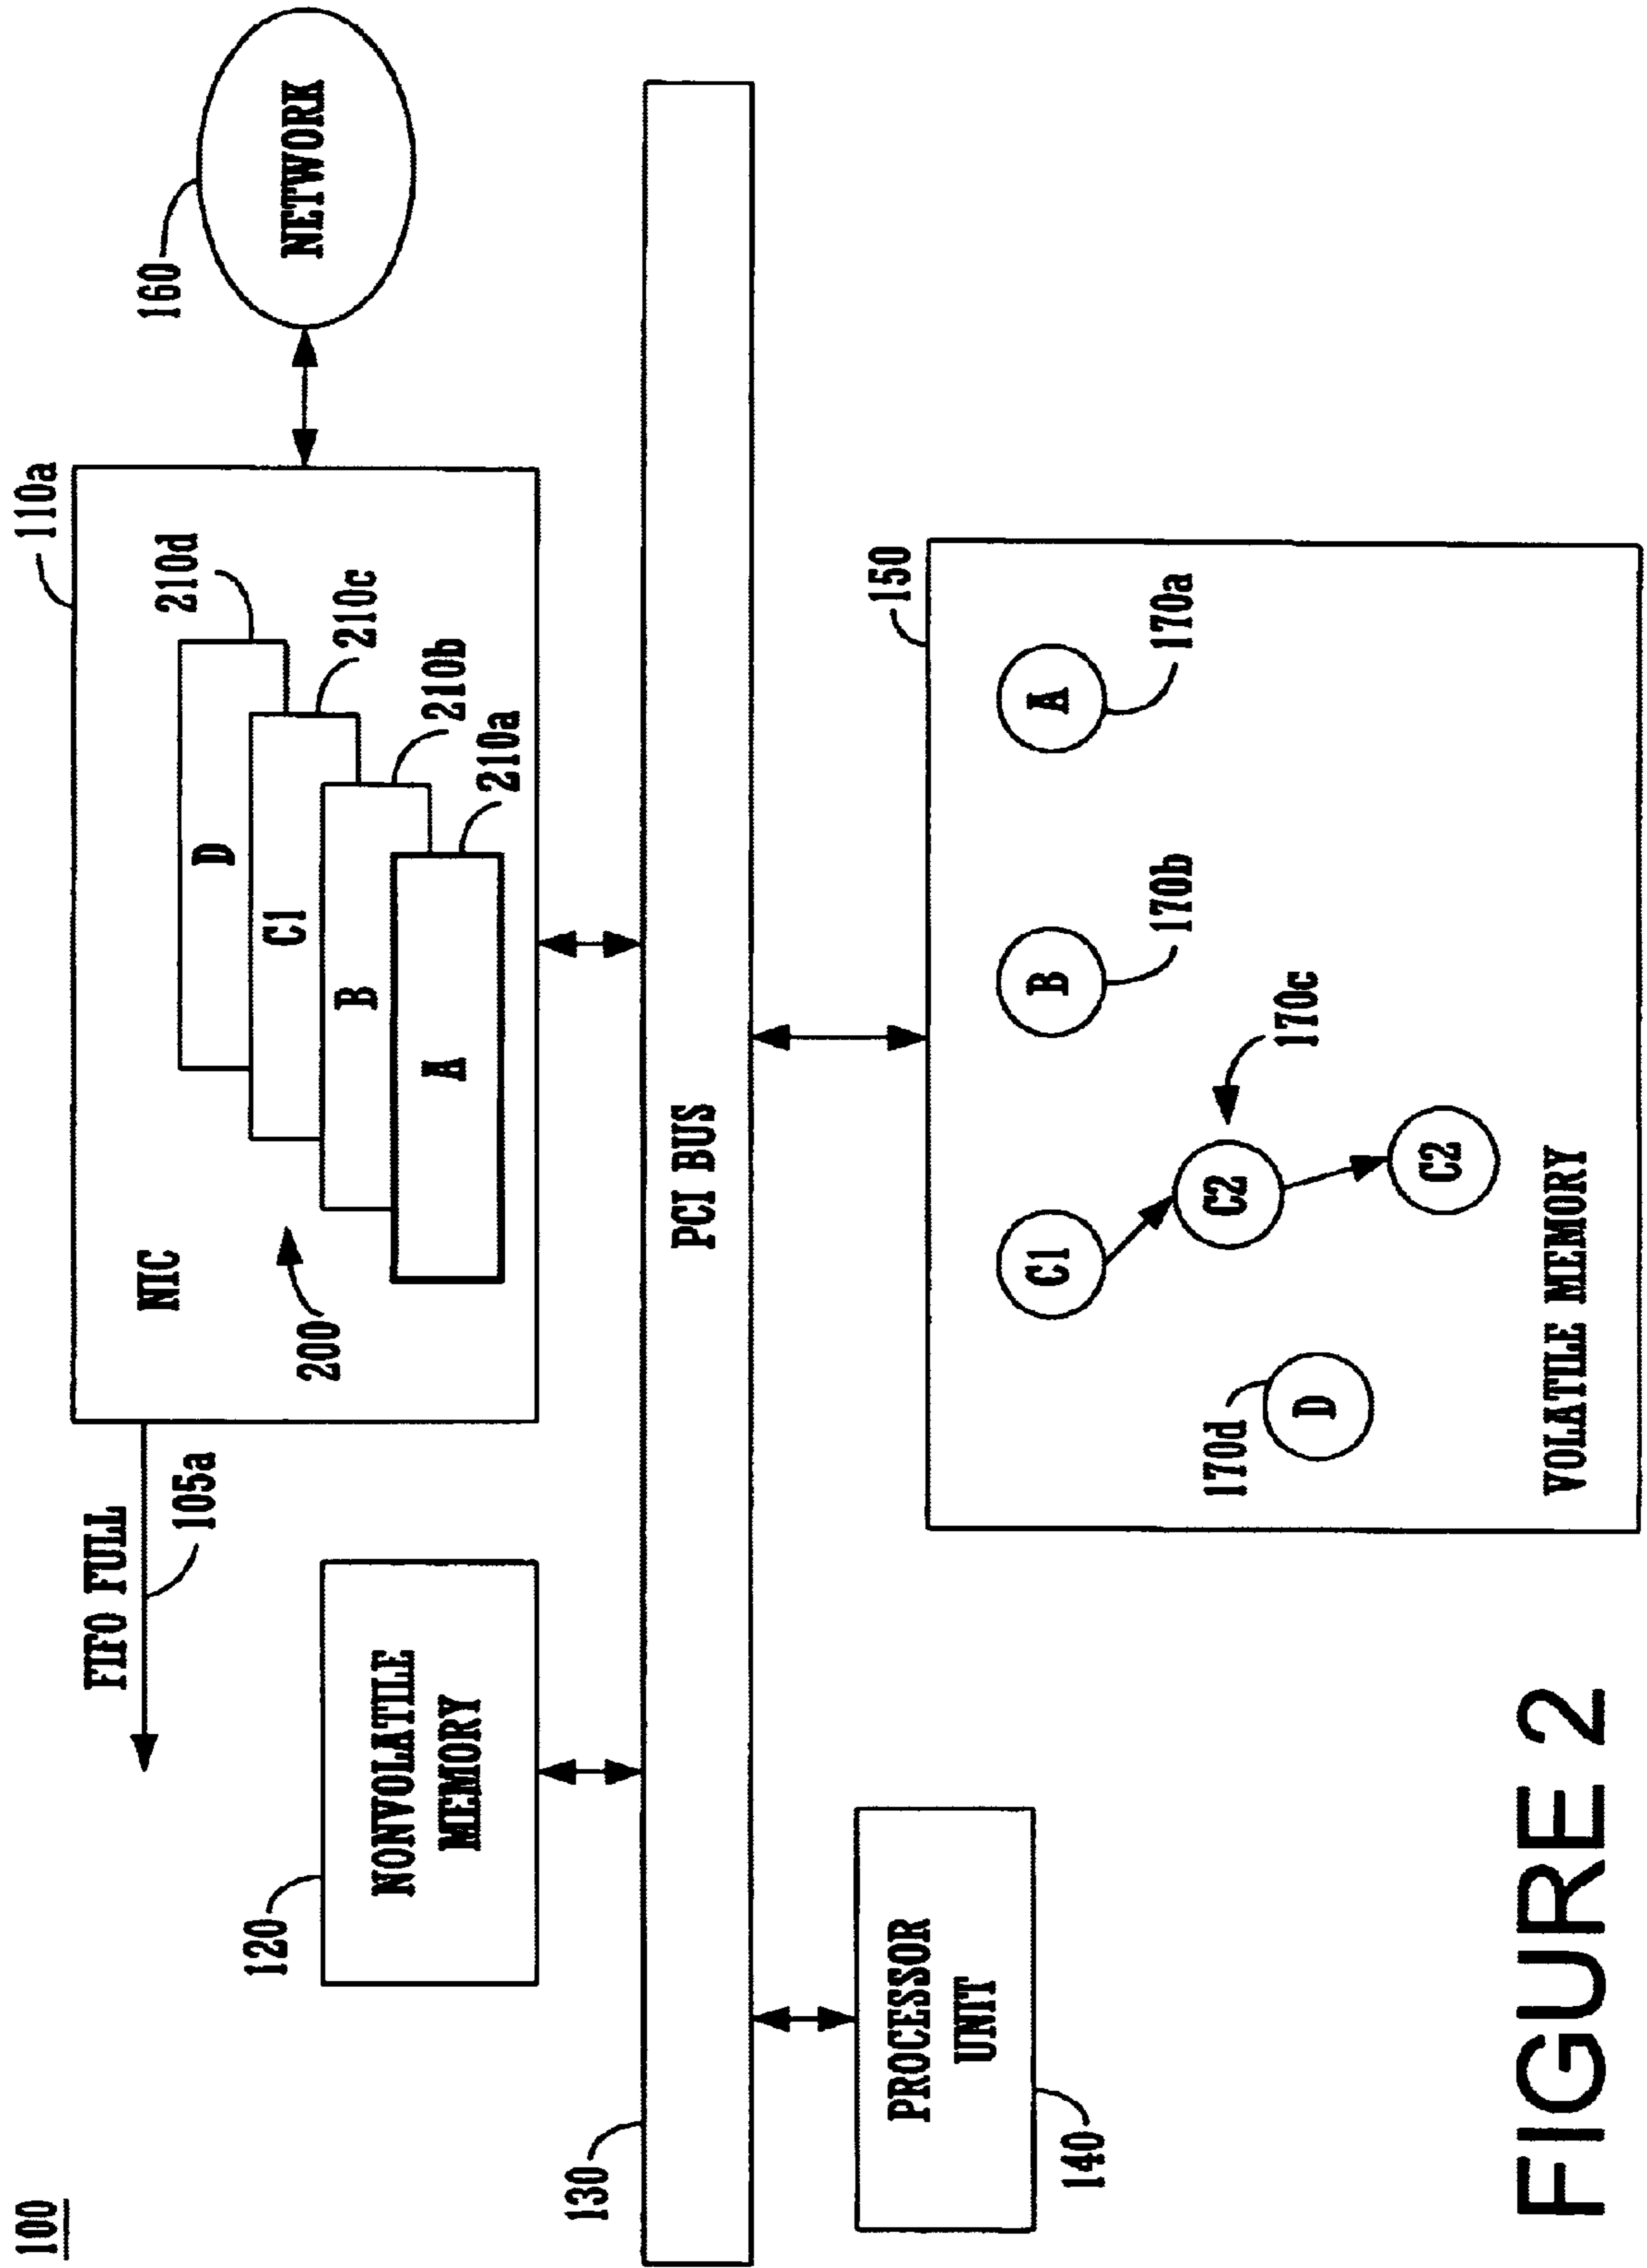 100
FIFO FULL
105a
NIC
200
D
C1
B
A
110a
210d
210c
210b
210a
160
NETWORK
120
NONVOLATILE
MEMORY
130
PCI BUS
PROCESSOR
UNIT
140
150
A
170a
B
170b
C1
C2
C2
170c
D
170d
VOLATILE MEMORY
FIGURE 2